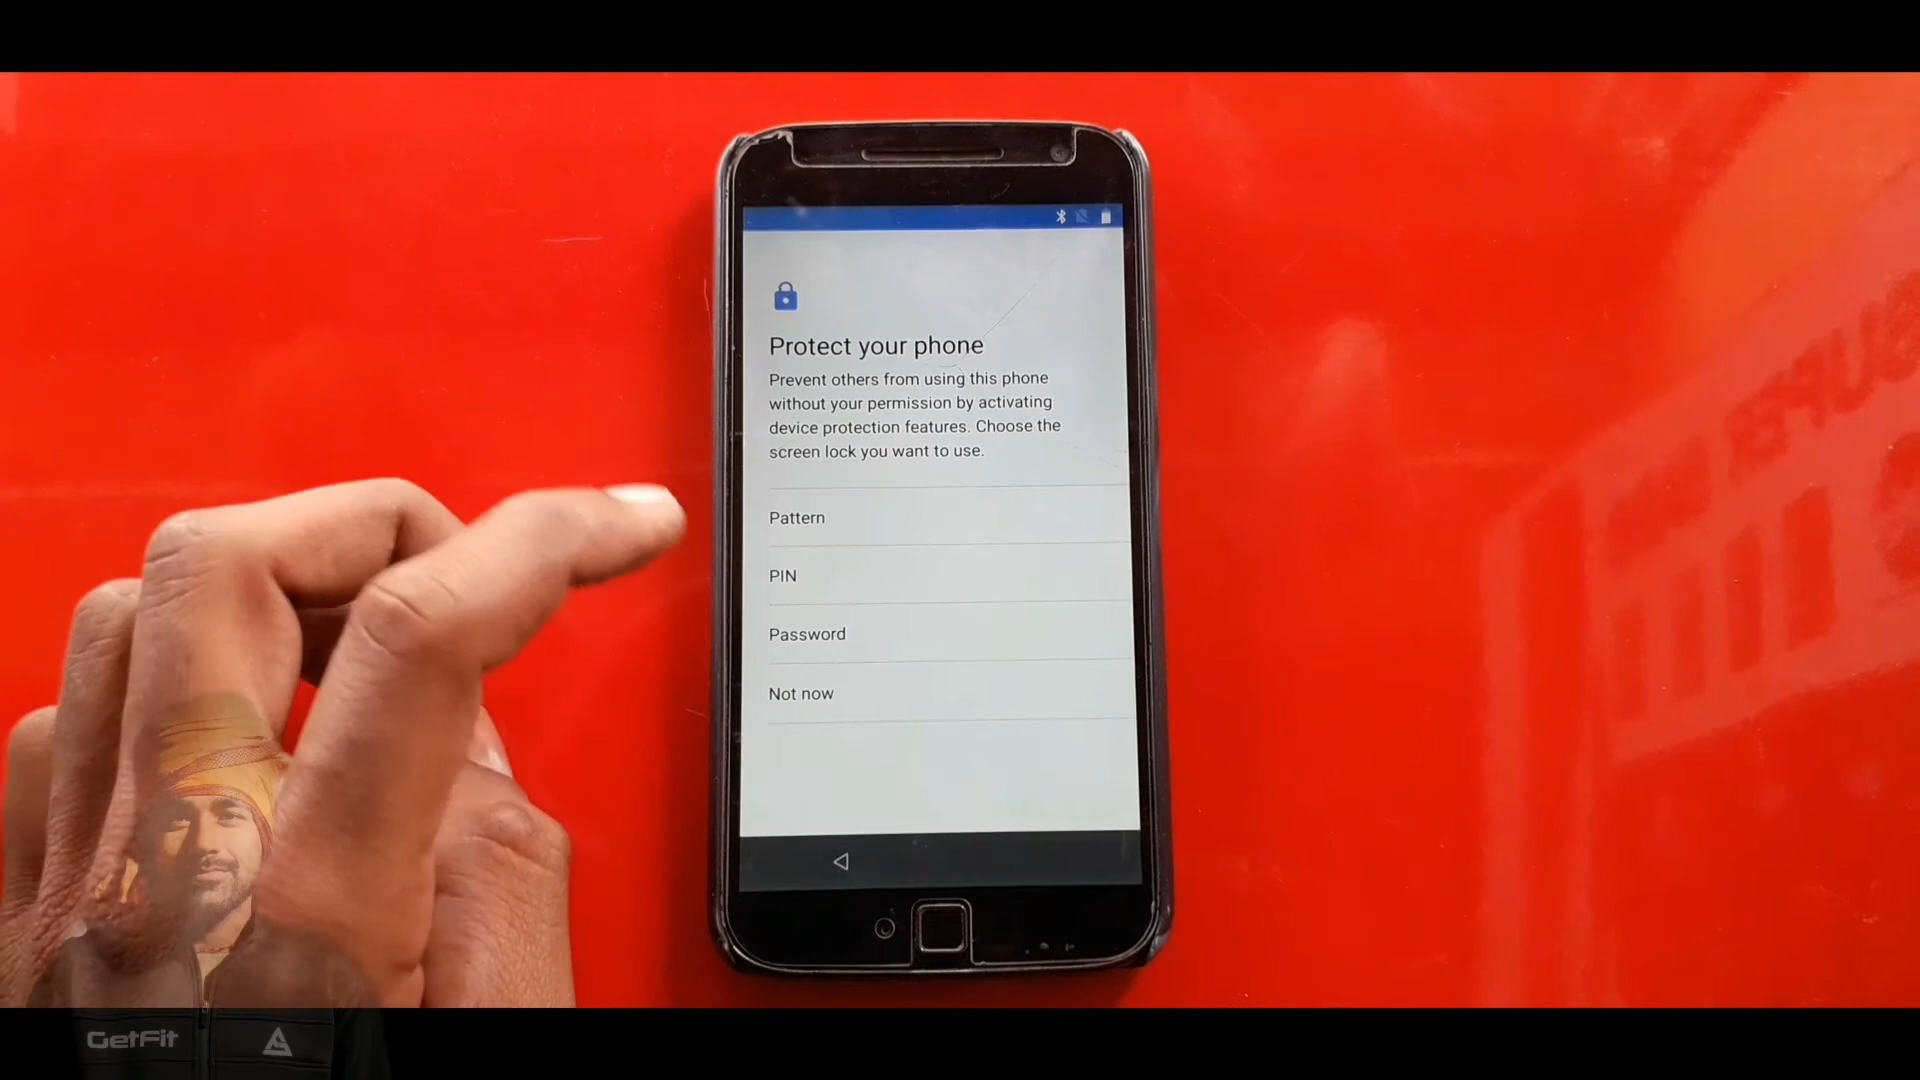 Protect your phone
Prevent others from using this phone
without your permission by activating
device protection features. Choose the
screen lock you want to use.
Pattern
PIN
Password
Not now
GetFit